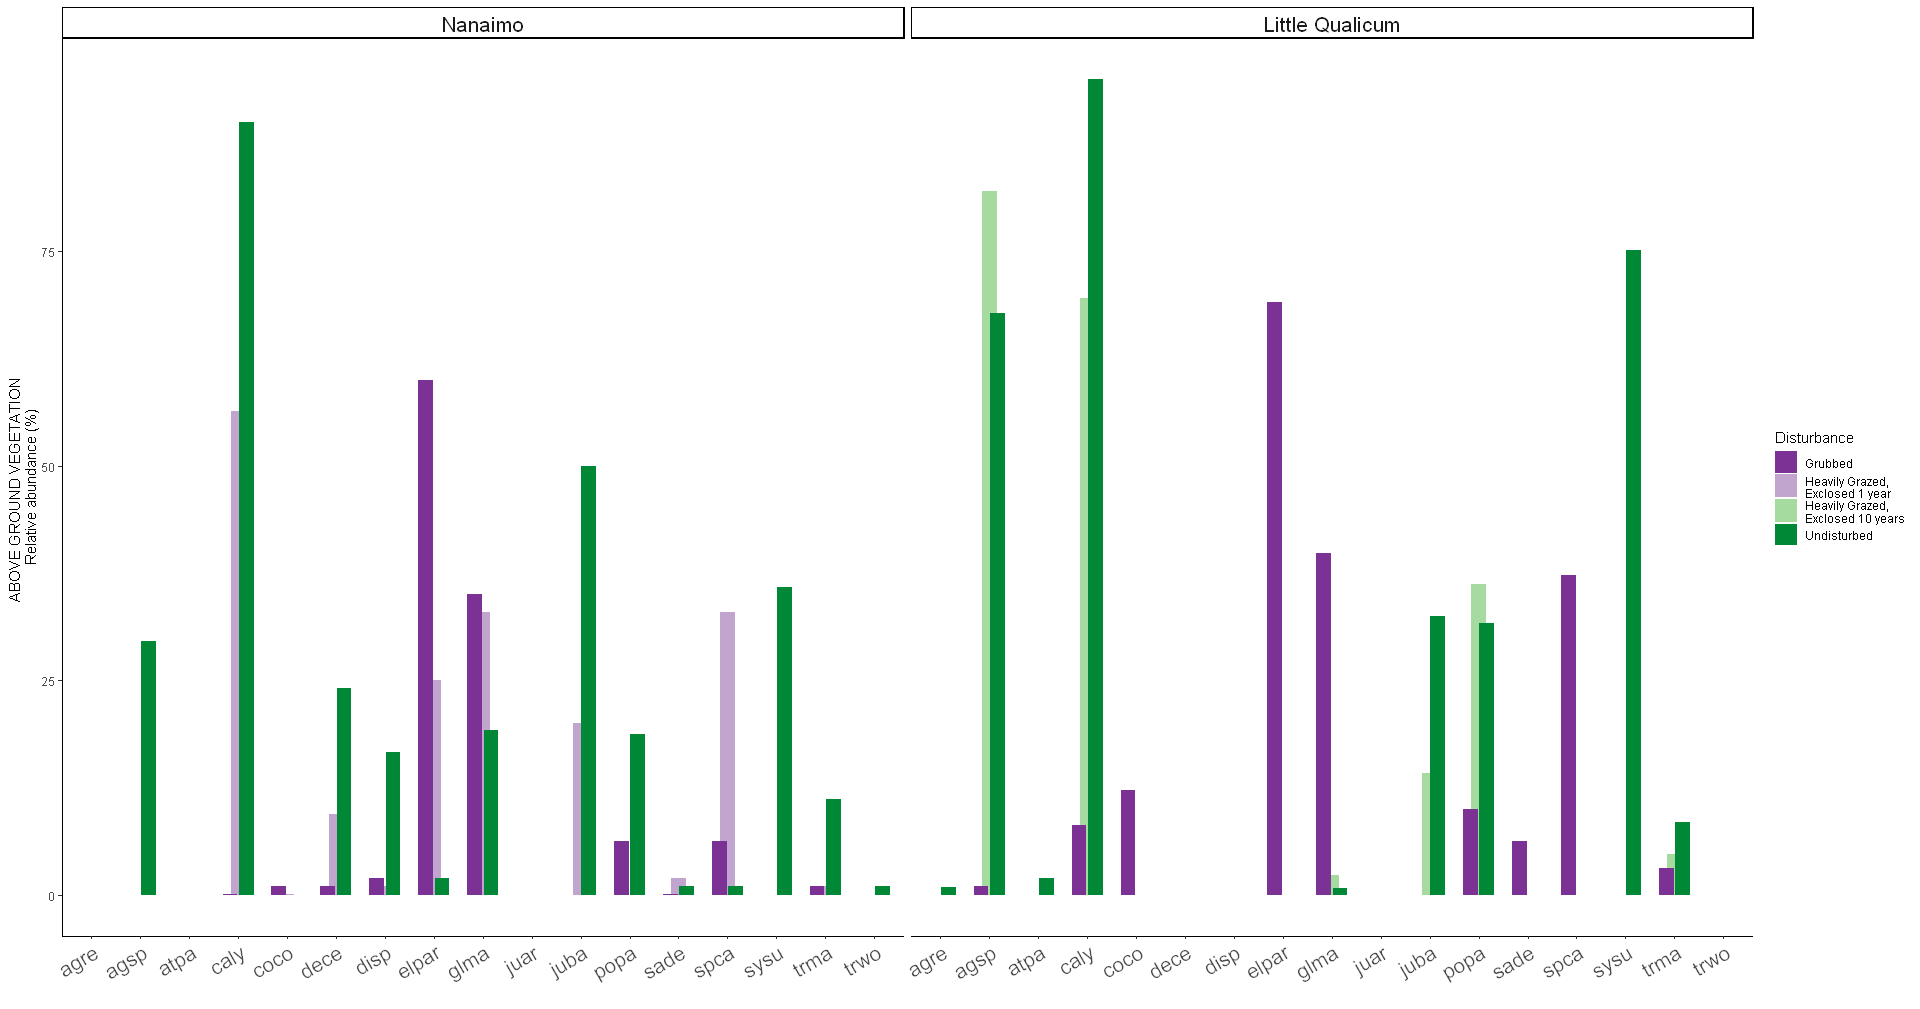 Nanaimo
Little Qualicum
ABOVE GROUND VEGETATION
Relative abundance (%)
75
50
25
0
agre
agsp
atpa
caly
coco
dece
disp
elpar
glma
juar
juba
popa
sade
spca
sysu
trma
trwo
agre
agsp
atpa
caly
coco
dece
disp
elpar
glma
juar
juba
popa
sade
spca
sysu
trma
trwo
Disturbance
Grubbed
Heavily Grazed,
Exclosed 1 year
Heavily Grazed,
Exclosed 10 years
Undisturbed